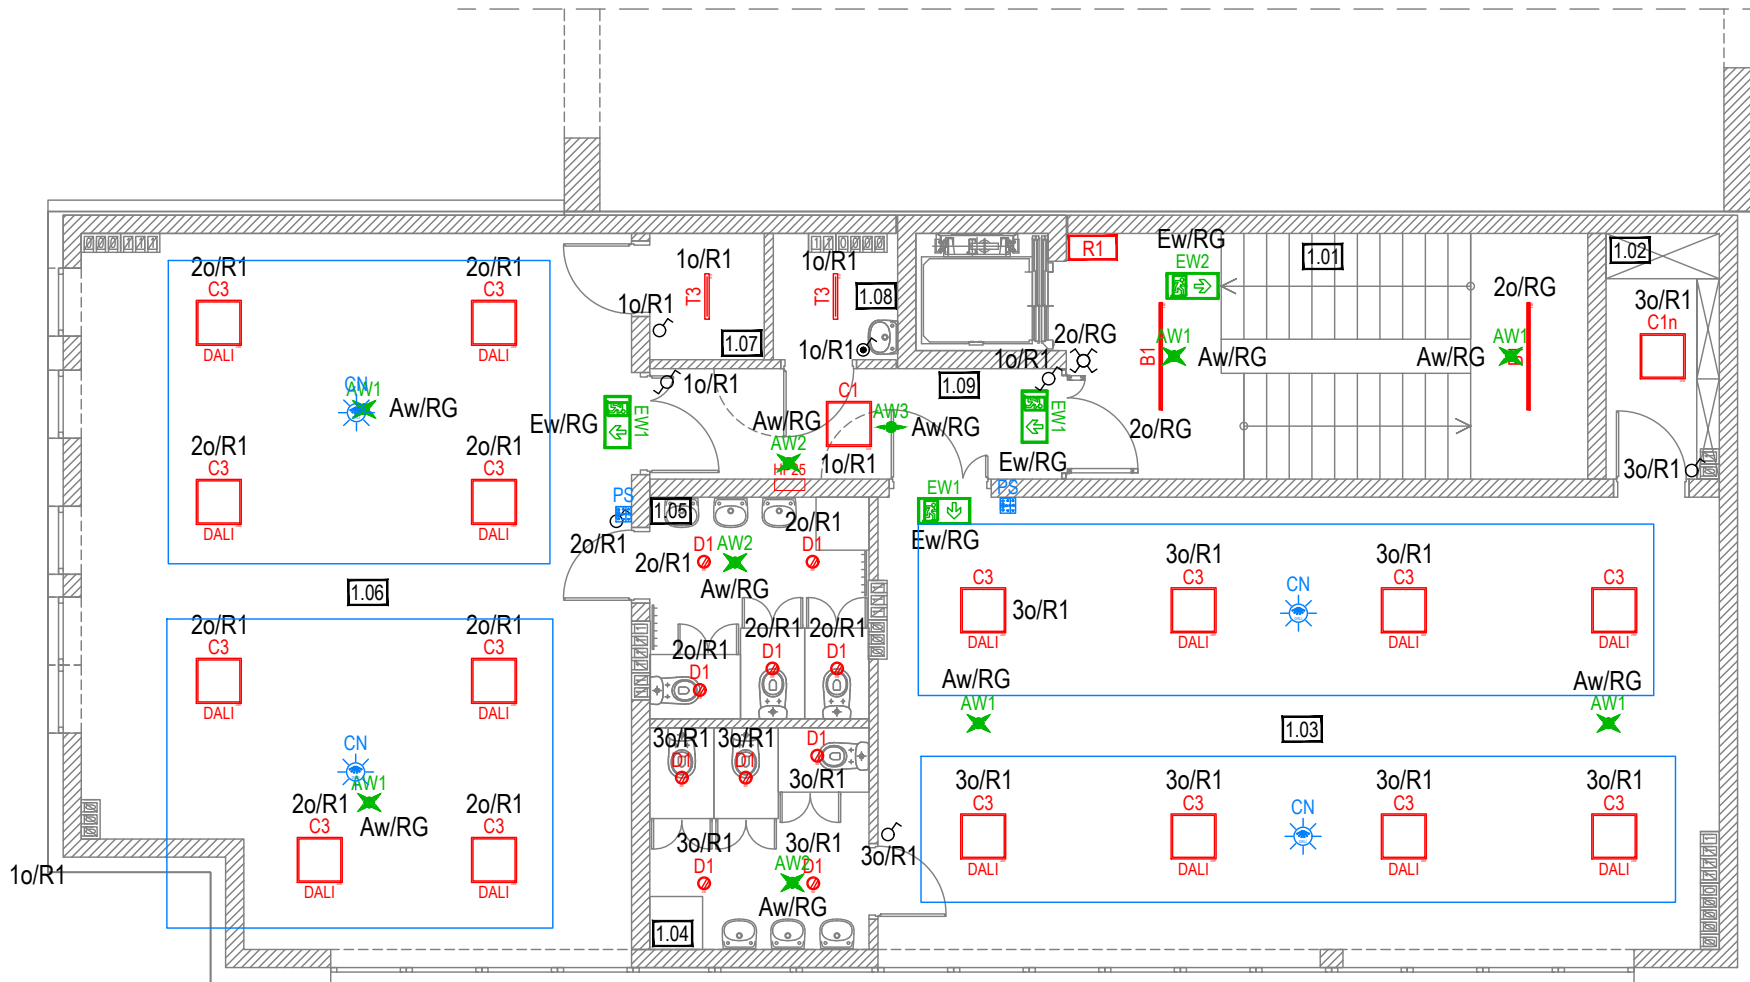 2o/R1
C3
DALI
2o/R1
C3
DALI
CN
AW1
Aw/RG
2o/R1
C3
DALI
2o/R1
C3
DALI
1.06
2o/R1
C3
DALI
2o/R1
C3
DALI
CN
AW1
Aw/RG
2o/R1
C3
DALI
2o/R1
C3
DALI
1o/R1
1o/R1
T3
1o/R1
1.07
1o/R1
T3
1.08
1o/R1
1o/R1
Ew/RG
EW1
Aw/RG
AW2
C1
1o/R1
AW3
Aw/RG
1.09
1o/R1
2o/RG
EW1
Ew/RG
R1
Ew/RG
EW2
1.01
B1
AW1
Aw/RG
2o/RG
2o/RG
AW1
Aw/RG
1.02
3o/R1
C1n
3o/R1
PS
2o/R1
1.05
2o/R1
D1
AW2
Aw/RG
2o/R1
D1
2o/R1
D1
2o/R1
D1
2o/R1
D1
3o/R1
D1
3o/R1
D1
D1
3o/R1
3o/R1
D1
3o/R1
D1
AW2
Aw/RG
1.04
EW1
Ew/RG
PS
C3
DALI
3o/R1
3o/R1
C3
DALI
CN
3o/R1
C3
DALI
C3
DALI
Aw/RG
AW1
1.03
Aw/RG
AW1
3o/R1
3o/R1
C3
DALI
3o/R1
C3
DALI
CN
3o/R1
C3
DALI
3o/R1
C3
DALI